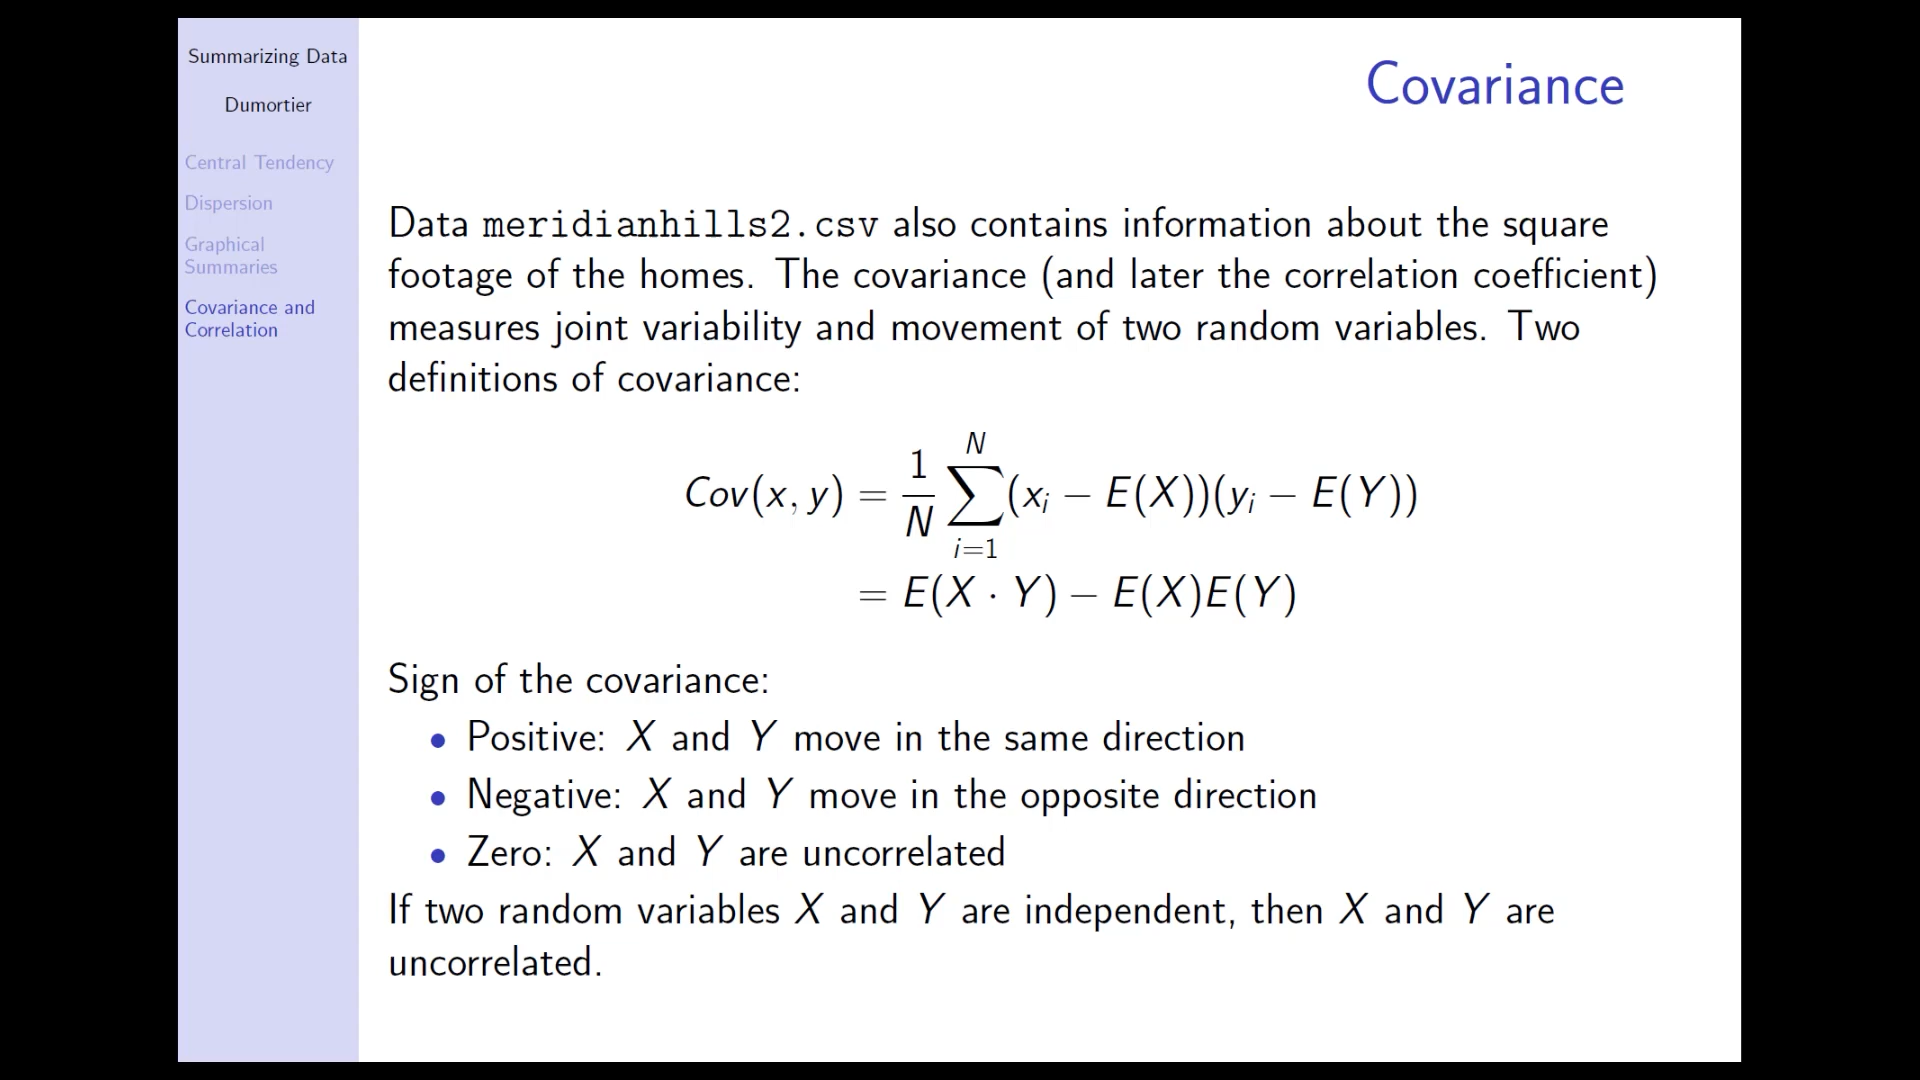 Summarizing Data
Dumortier
Central Tendency
Dispersion
Graphical
Summaries
Covariance and
Correlation
Covariance
Data meridianhills2.csv also contains information about the square
footage of the homes. The covariance (and later the correlation coefficient)
measures joint variability and movement of two random variables. Two
definitions of covariance:
Cov(x, y) = \frac{1}{N} \sum_{i=1}^{N} (x_i − E(X))(y_i − E(Y))
= E(X · Y) − E(X)E(Y)
Sign of the covariance:
• Positive: X and Y move in the same direction
• Negative: X and Y move in the opposite direction
• Zero: X and Y are uncorrelated
If two random variables X and Y are independent, then X and Y are
uncorrelated.